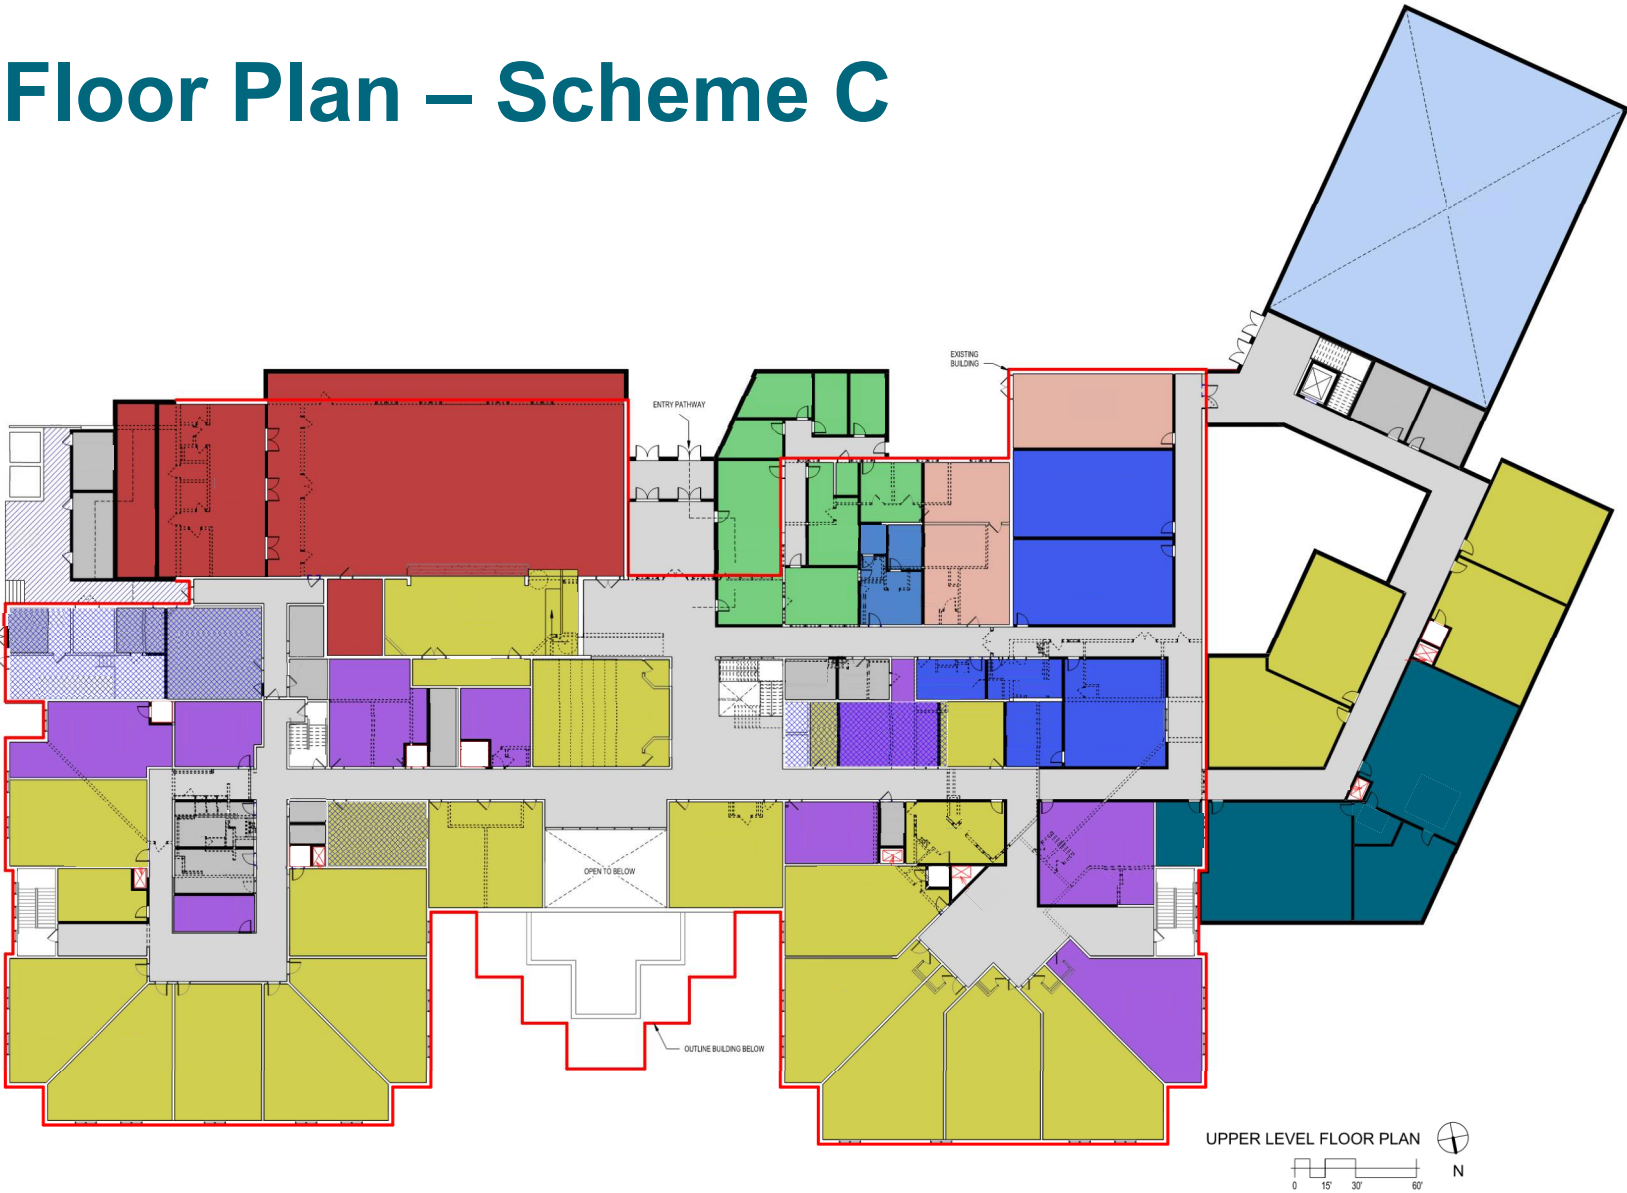 Floor Plan – Scheme C
EXISTING
BUILDING
ENTRY PATHWAY
OPEN TO BELOW
OUTLINE BUILDING BELOW
UPPER LEVEL FLOOR PLAN
N
0 15' 30' 60'